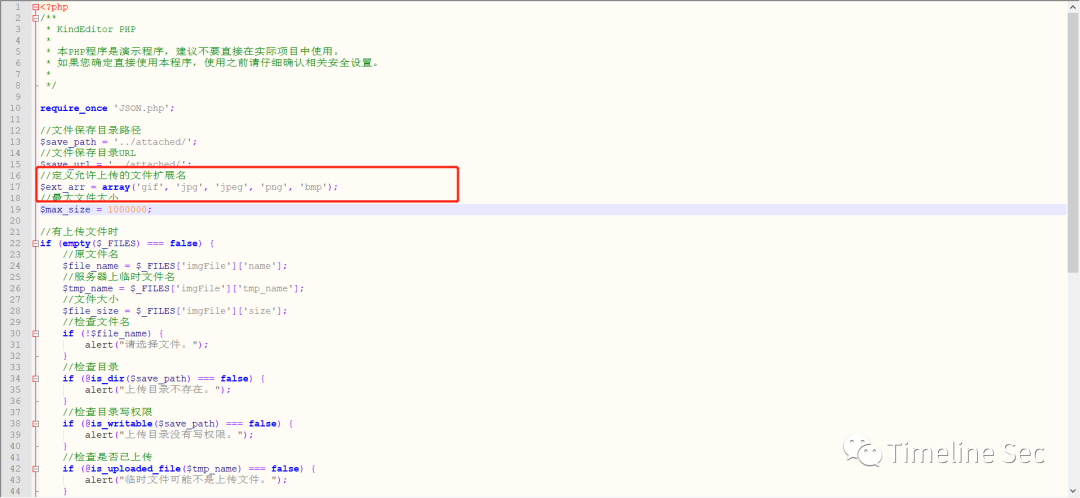 1 <?php
2 /**
3 * KindEditor PHP
4 *
5 * 本PHP程序是演示程序，建议不要直接在实际项目中使用。
6 * 如果您确定直接使用本程序，使用之前请仔细确认相关安全设置。
7 *
8 */
9
10 require_once 'JSON.php';
11
12 //文件保存目录路径
13 $save_path = '../attached/';
14 //文件保存目录URL
15 $save_url = '../attached/';
16 //定义允许上传的文件扩展名
17 $ext_arr = array('gif', 'jpg', 'jpeg', 'png', 'bmp');
18 //最大文件大小
19 $max_size = 1000000;
20
21 //有上传文件时
22 if (empty($_FILES) === false) {
23 //原文件名
24 $file_name = $_FILES['imgFile']['name'];
25 //服务器上临时文件名
26 $tmp_name = $_FILES['imgFile']['tmp_name'];
27 //文件大小
28 $file_size = $_FILES['imgFile']['size'];
29 //检查文件名
30 if (!$file_name) {
31 alert("请选择文件。");
32 }
33 //检查目录
34 if (@is_dir($save_path) === false) {
35 alert("上传目录不存在。");
36 }
37 //检查目录写权限
38 if (@is_writable($save_path) === false) {
39 alert("上传目录没有写权限。");
40 }
41 //检查是否已上传
42 if (@is_uploaded_file($tmp_name) === false) {
43 alert("临时文件可能不是上传文件。");
44 }
Timeline Sec